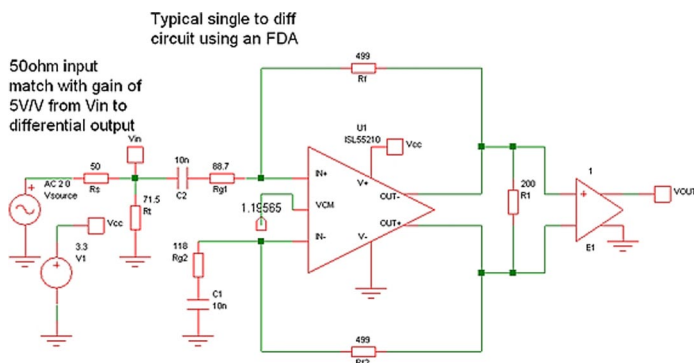 Typical single to diff
circuit using an FDA
50ohm input
match with gain of
5V/V from Vin to
differential output
499
Rf
U1
ISL55210
Vcc
Vin
10n
C2
88.7
Rg1
50
Rs
AC 2 0
Vsource
71.5
Rt
Vcc
3.3
V1
IN+
VCM
IN-
V+
OUT-
OUT+
V-
1.19565
118
Rg2
C1
10n
200
R1
1
E1
VOUT
499
Rf2